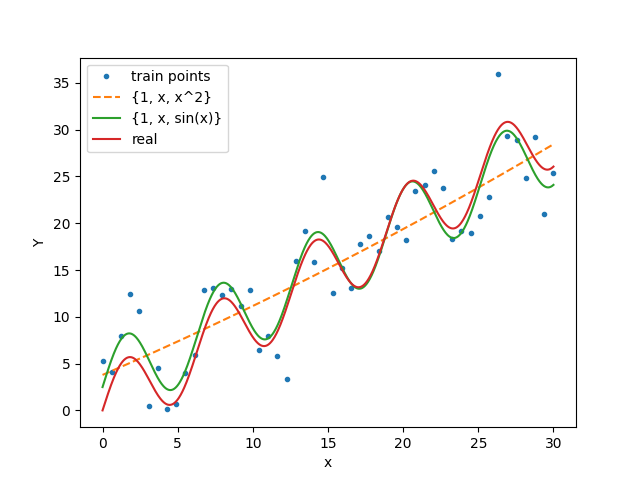 train points
{1, x, x^2}
{1, x, sin(x)}
real
Y
35
30
25
20
15
10
5
0
0 5 10 15 20 25 30
x